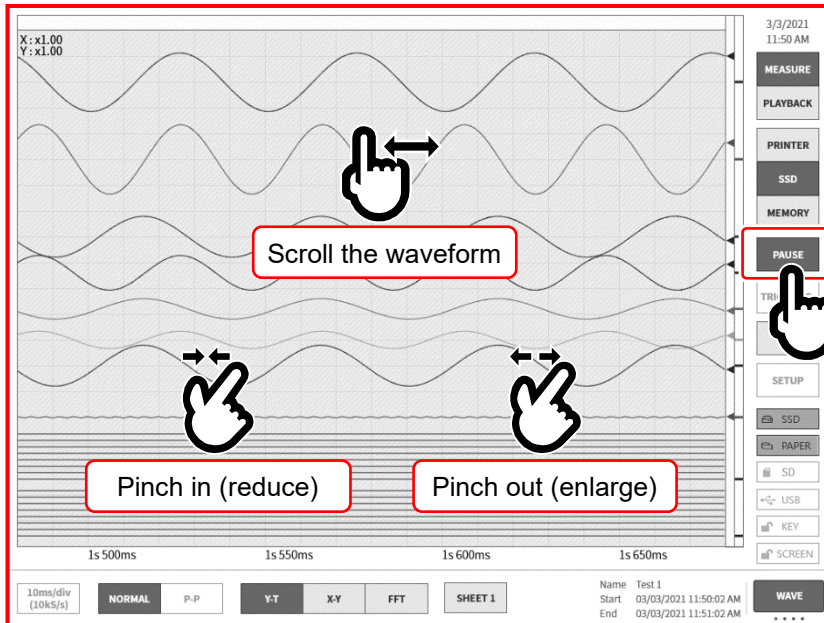 3/3/2021
11:50 AM
X : x1.00
Y : x1.00
MEASURE
PLAYBACK
PRINTER
SSD
MEMORY
Scroll the waveform
PAUSE
SETUP
SSD
PAPER
SD
USB
KEY
SCREEN
Pinch in (reduce)
Pinch out (enlarge)
1s 500ms
1s 550ms
1s 600ms
1s 650ms
10ms/div
(10kS/s)
NORMAL
P-P
Y-T
X-Y
FFT
SHEET 1
Name Test 1
Start 03/03/2021 11:50:02 AM
End 03/03/2021 11:51:02 AM
WAVE